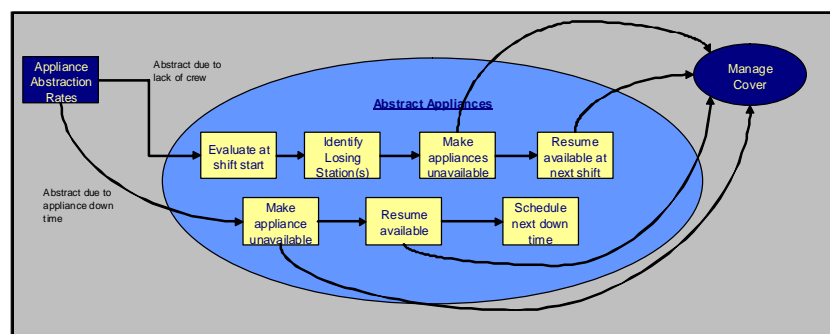 Appliance
Abstraction
Rates
Abstract due to
lack of crew
Manage
Cover
Abstract Appliances
Evaluate at
shift start
Identify
Losing
Station(s)
Make
appliances
unavailable
Resume
available at
next shift
Abstract due to
appliance down
time
Make
appliance
unavailable
Resume
available
Schedule
next down
time